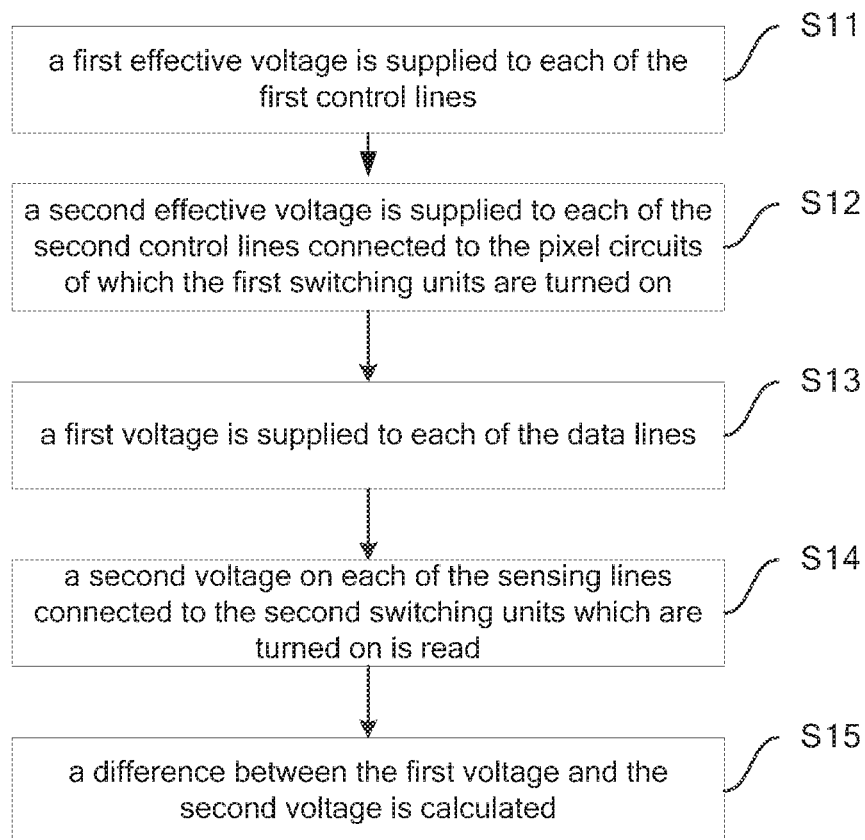 S11
a first effective voltage is supplied to each of the
first control lines
S12
a second effective voltage is supplied to each of the
second control lines connected to the pixel circuits
of which the first switching units are turned on
S13
a first voltage is supplied to each of the data lines
S14
a second voltage on each of the sensing lines
connected to the second switching units which are
turned on is read
S15
a difference between the first voltage and the
second voltage is calculated